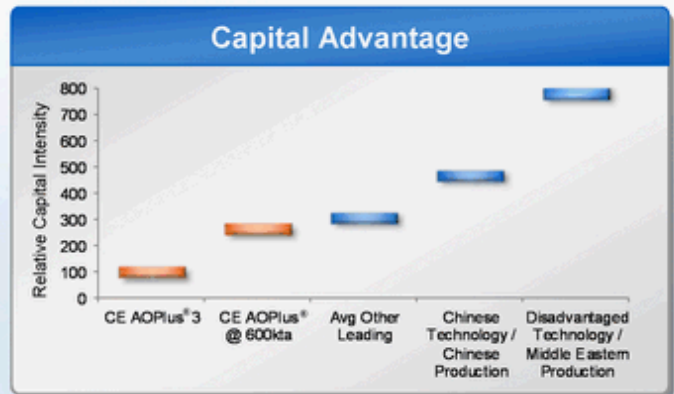 Capital Advantage
Relative Capital Intensity
800
700
600
500
400
300
200
100
0
CE AOPlus® 3
CE AOPlus®
@ 600kta
Avg Other
Leading
Chinese
Technology /
Chinese
Production
Disadvantaged
Technology /
Middle Eastern
Production